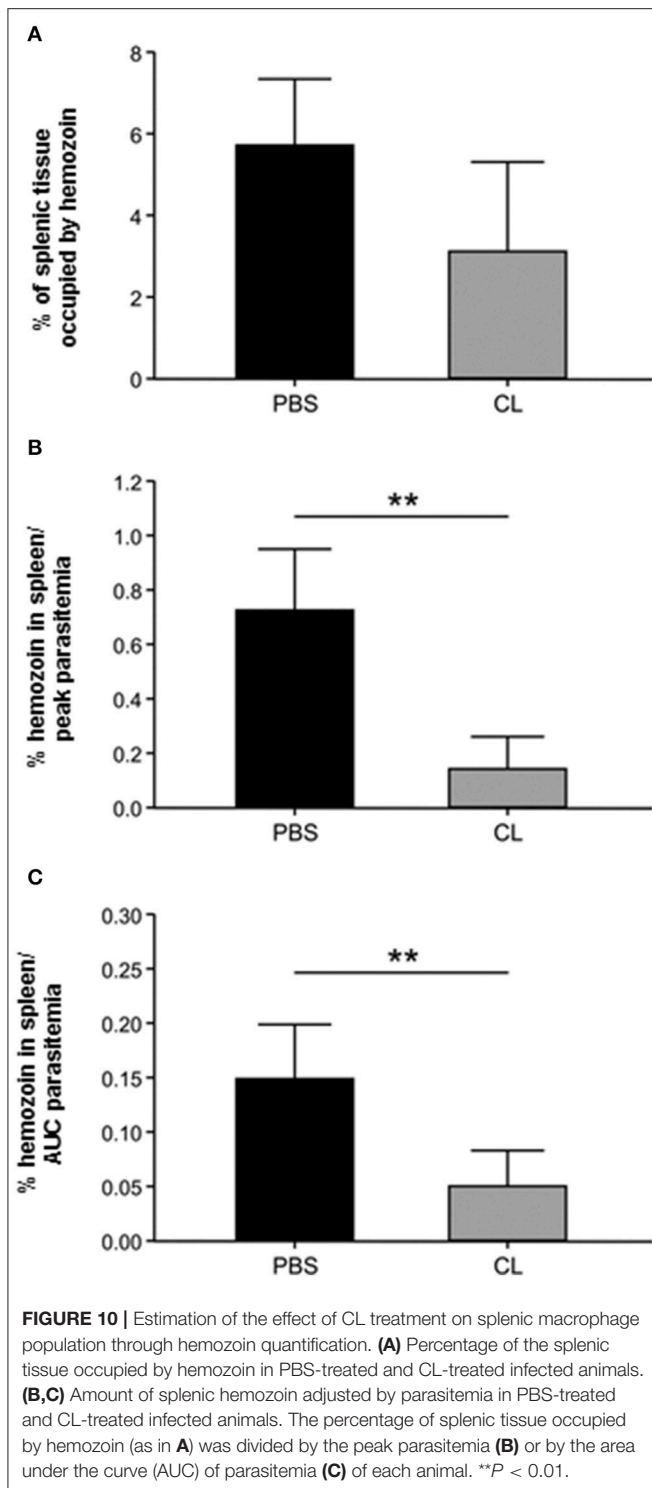 A
% of splenic tissue
occupied by hemozoin
8
6
4
2
0
PBS CL
B
% hemozoin in spleen/
peak parasitemia
1.2
1.0
0.8
0.6
0.4
0.2
0.0
**
PBS CL
C
% hemozoin in spleen/
AUC parasitemia
0.30
0.25
0.20
0.15
0.10
0.05
0.00
**
PBS CL
FIGURE 10 | Estimation of the effect of CL treatment on splenic macrophage
population through hemozoin quantification. (A) Percentage of the splenic
tissue occupied by hemozoin in PBS-treated and CL-treated infected animals.
(B,C) Amount of splenic hemozoin adjusted by parasitemia in PBS-treated
and CL-treated infected animals. The percentage of splenic tissue occupied
by hemozoin (as in A) was divided by the peak parasitemia (B) or by the area
under the curve (AUC) of parasitemia (C) of each animal. **P < 0.01.